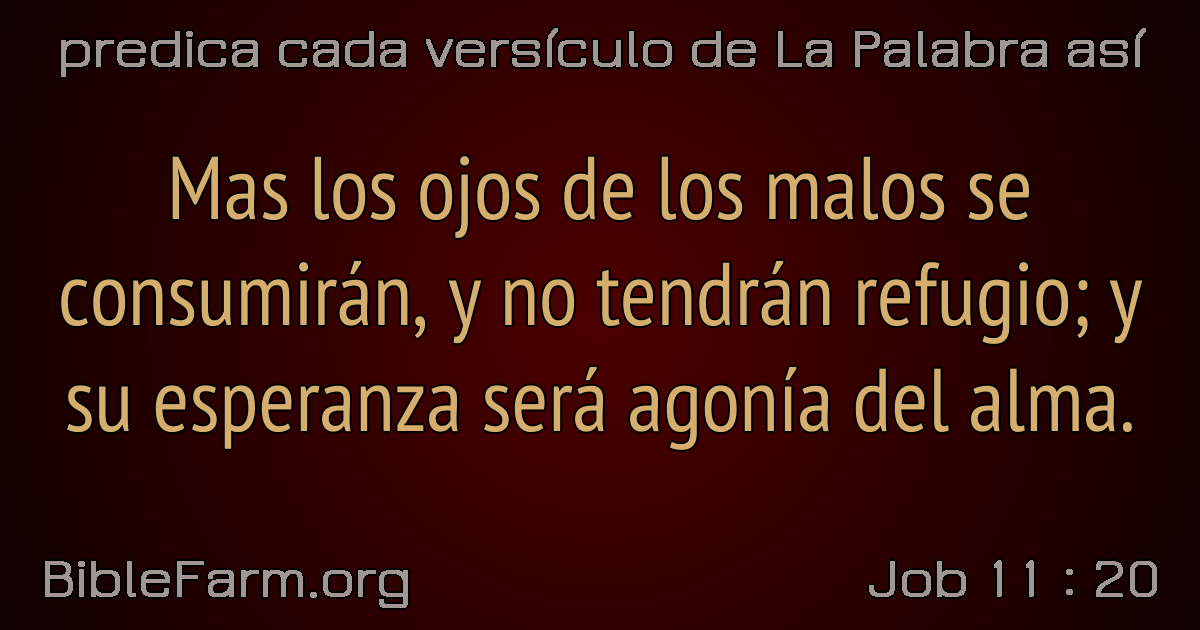 predica cada versículo de La Palabra así
Mas los ojos de los malos se
consumirán, y no tendrán refugio; y
su esperanza será agonía del alma.
BibleFarm.org
Job 11 : 20